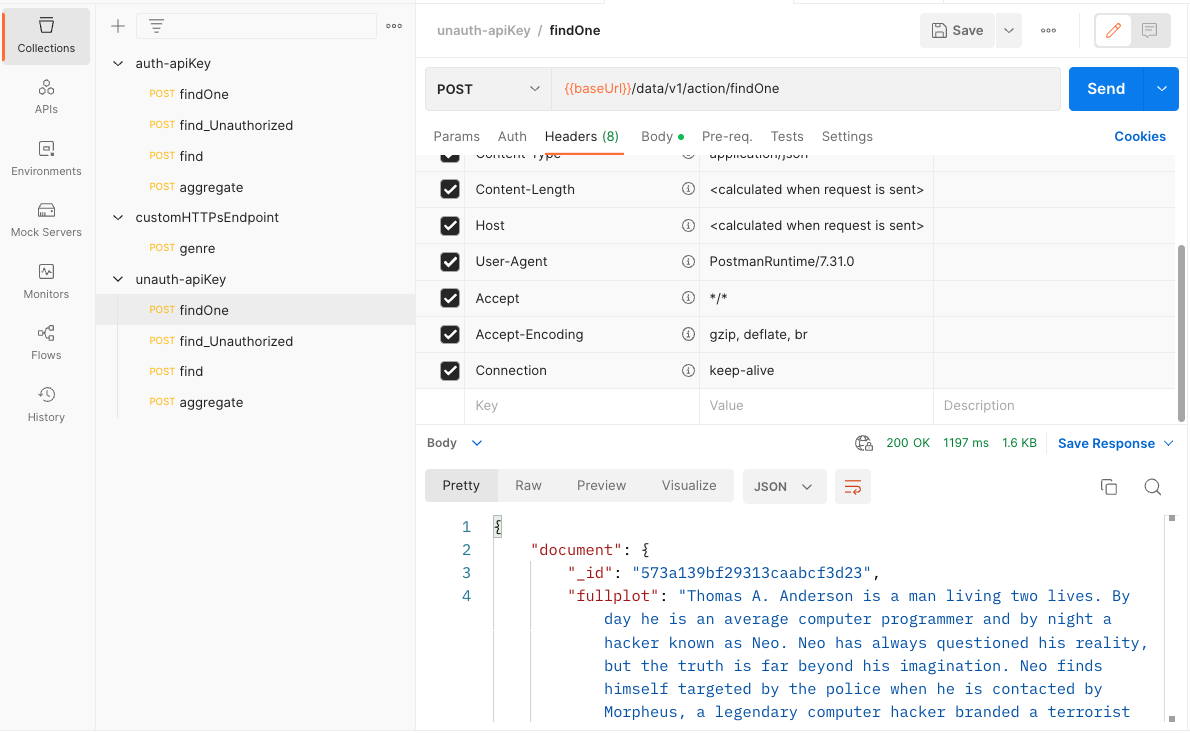 Collections
APIs
Environments
Mock Servers
Monitors
Flows
History
auth-apiKey
POST findOne
POST find_Unauthorized
POST find
POST aggregate
customHTTPsEndpoint
POST genre
unauth-apiKey
POST findOne
POST find_Unauthorized
POST find
POST aggregate
unauth-apiKey / findOne
Save
POST {{baseUrl}}/data/v1/action/findOne
Send
Params Auth Headers (8) Body Pre-req. Tests Settings Cookies
Content-Type application/json
Content-Length <calculated when request is sent>
Host <calculated when request is sent>
User-Agent PostmanRuntime/7.31.0
Accept */*
Accept-Encoding gzip, deflate, br
Connection keep-alive
Key Value Description
Body 200 OK 1197 ms 1.6 KB Save Response
Pretty Raw Preview Visualize JSON
1 {
2 "document": {
3 "_id": "573a139bf29313caabcf3d23",
4 "fullplot": "Thomas A. Anderson is a man living two lives. By
day he is an average computer programmer and by night a
hacker known as Neo. Neo has always questioned his reality,
but the truth is far beyond his imagination. Neo finds
himself targeted by the police when he is contacted by
Morpheus, a legendary computer hacker branded a terrorist